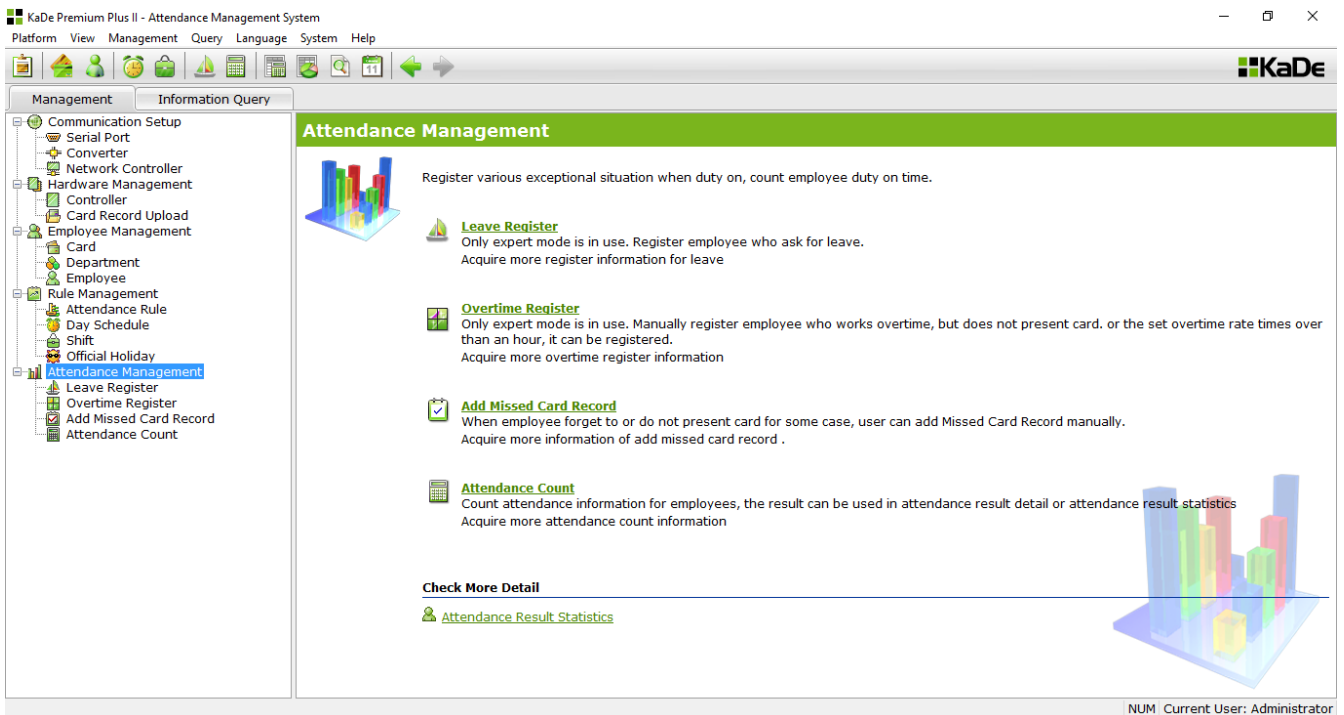 KaDe Premium Plus II - Attendance Management System
Platform View Management Query Language System Help
11
KaDe
Management Information Query
Communication Setup
Serial Port
Converter
Network Controller
Hardware Management
Controller
Card Record Upload
Employee Management
Card
Department
Employee
Rule Management
Attendance Rule
Day Schedule
Shift
Official Holiday
Attendance Management
Leave Register
Overtime Register
Add Missed Card Record
Attendance Count
Attendance Management
Register various exceptional situation when duty on, count employee duty on time.
Leave Register
Only expert mode is in use. Register employee who ask for leave.
Acquire more register information for leave
Overtime Register
Only expert mode is in use. Manually register employee who works overtime, but does not present card. or the set overtime rate times over
than an hour, it can be registered.
Acquire more overtime register information
Add Missed Card Record
When employee forget to or do not present card for some case, user can add Missed Card Record manually.
Acquire more information of add missed card record .
Attendance Count
Count attendance information for employees, the result can be used in attendance result detail or attendance result statistics
Acquire more attendance count information
Check More Detail
Attendance Result Statistics
NUM Current User: Administrator